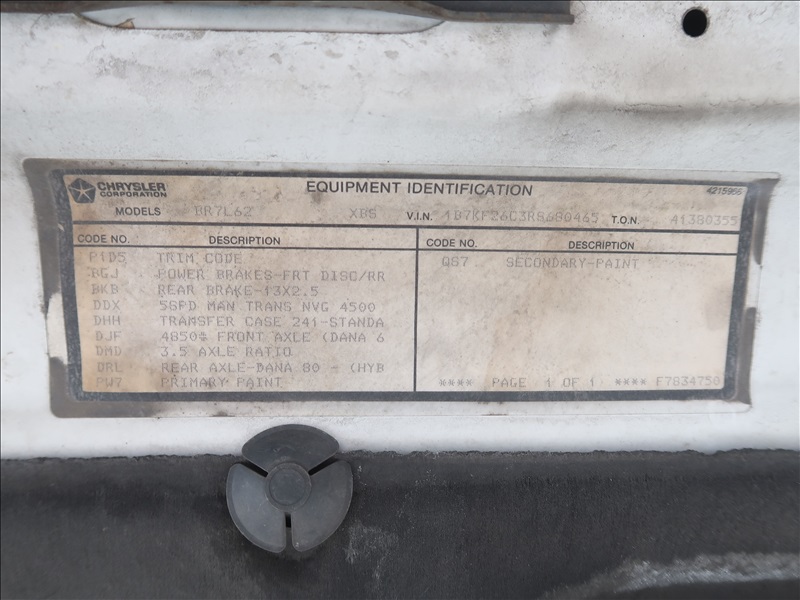 CHRYSLER CORPORATION EQUIPMENT IDENTIFICATION 4215966
MODELS BR7L62 XBS V.I.N. 1B7KF26C3RS680465 T.O.N. 41380355
CODE NO. DESCRIPTION CODE NO. DESCRIPTION
P1D5 TRIM CODE QS7 SECONDARY-PAINT
BGJ POWER BRAKES-FRT DISC/RR
BKB REAR BRAKE-13X2.5
DDX 5SPD MAN TRANS NVG 4500
DHH TRANSFER CASE 241-STANDA
DJF 4850# FRONT AXLE (DANA 6
DMD 3.5 AXLE RATIO
DRL REAR AXLE-DANA 80 - (HYB
PW7 PRIMARY PAINT **** PAGE 1 OF 1 **** F7834750